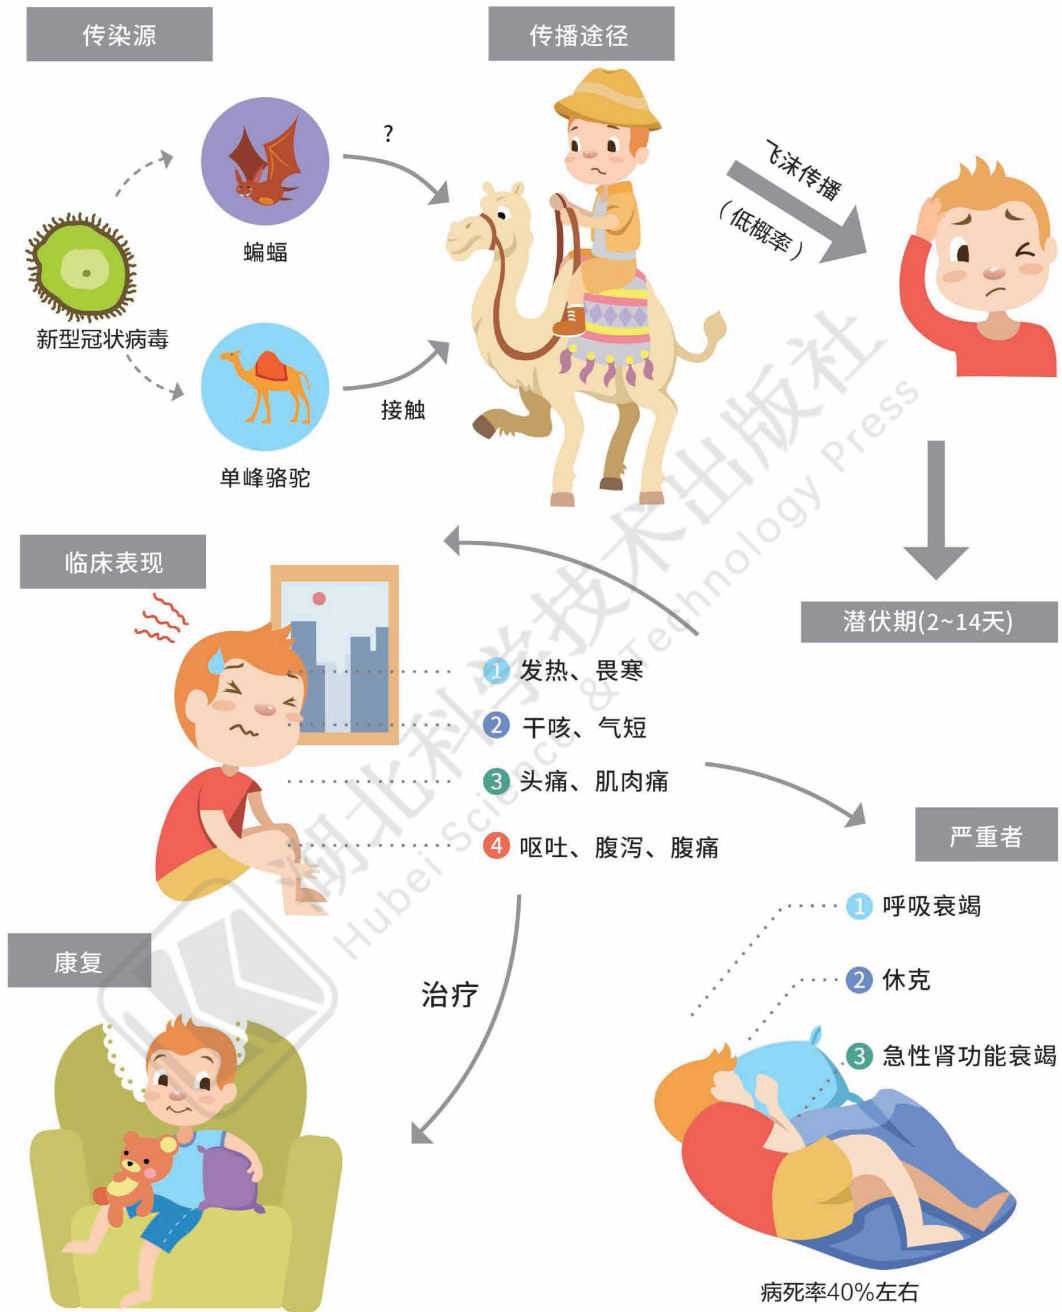 传染源
传播途径
?
飞沫传播
(低概率)
蝙蝠
新型冠状病毒
接触
单峰骆驼
临床表现
潜伏期(2~14天)
1 发热、畏寒
2 干咳、气短
3 头痛、肌肉痛
4 呕吐、腹泻、腹痛
严重者
1 呼吸衰竭
2 休克
3 急性肾功能衰竭
康复
治疗
病死率40%左右
湖北科学技术出版社
Hubei Science & Technology Press